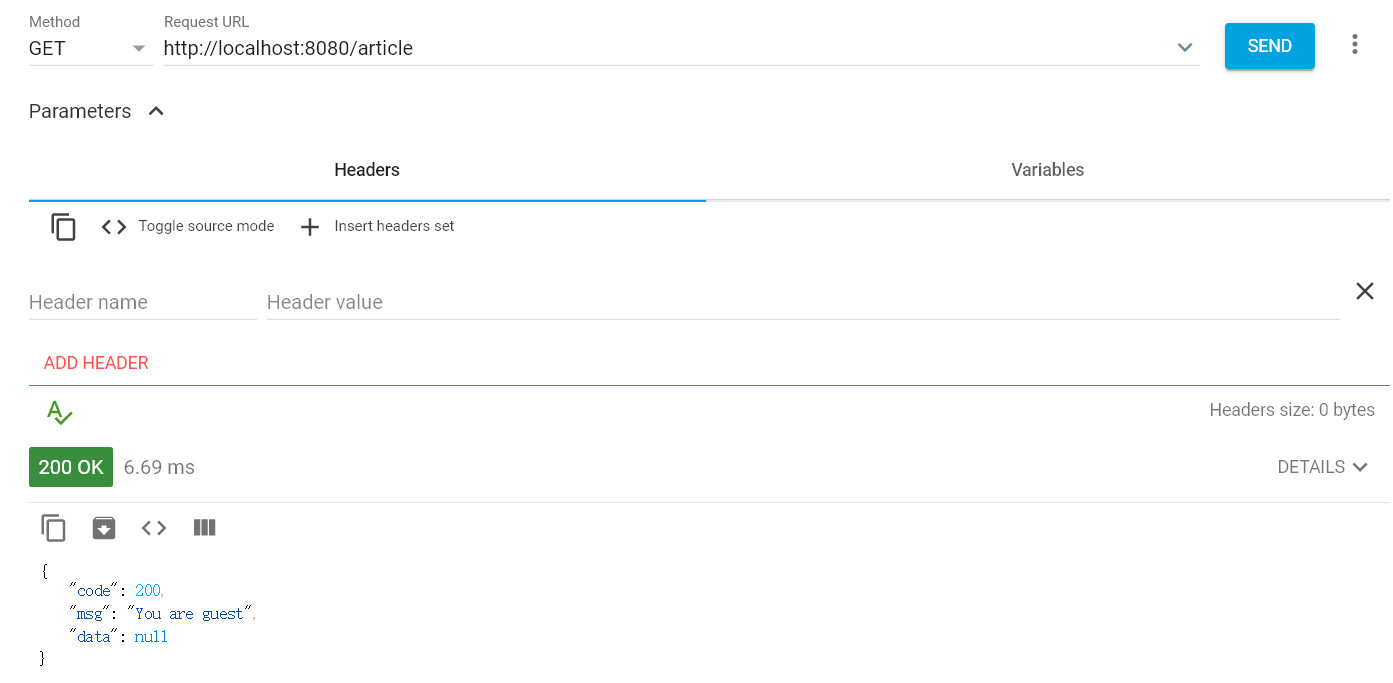 Method Request URL
GET http://localhost:8080/article SEND
Parameters
Headers Variables
Toggle source mode Insert headers set
Header name Header value
ADD HEADER
Headers size: 0 bytes
200 OK 6.69 ms DETAILS
{
"code": 200,
"msg": "You are guest",
"data": null
}